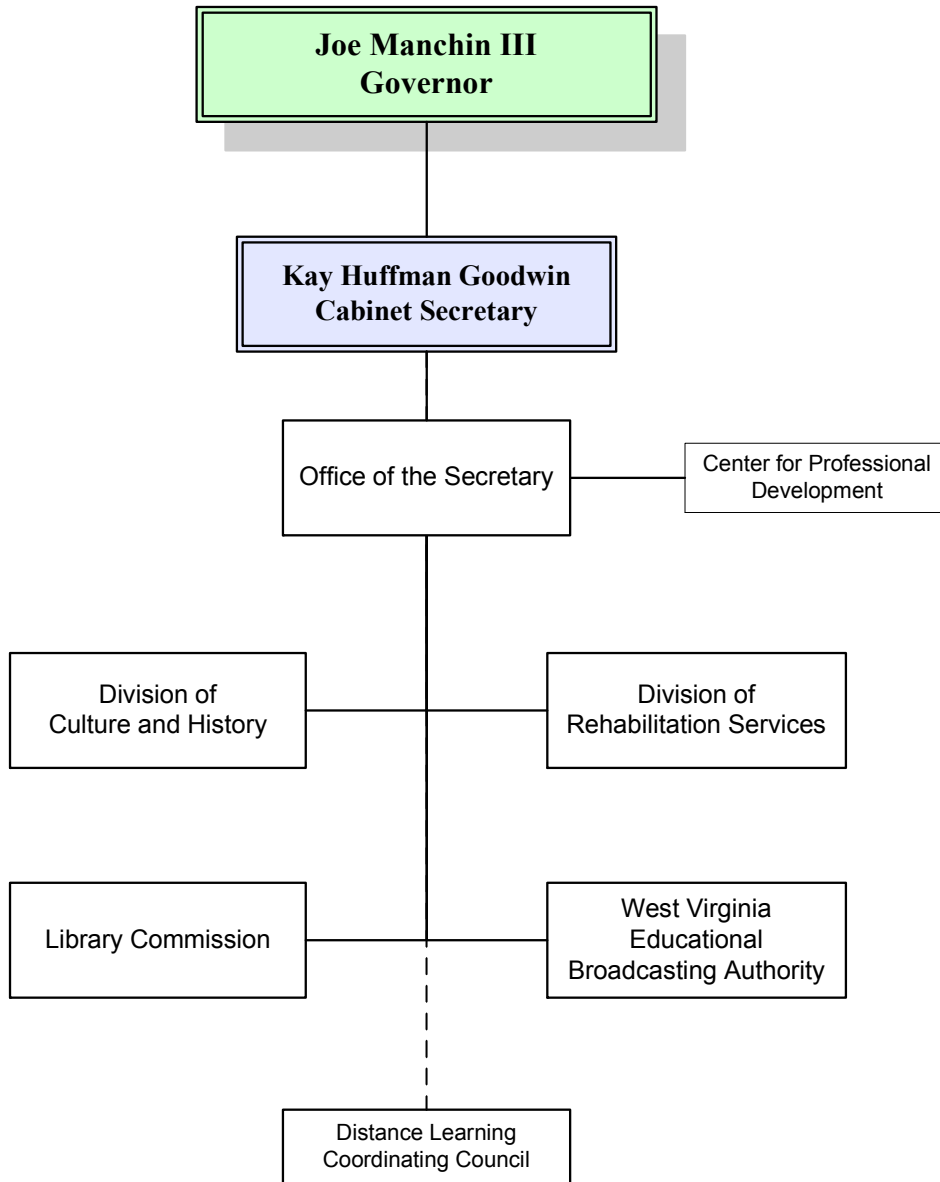 Joe Manchin III
Governor
Kay Huffman Goodwin
Cabinet Secretary
Office of the Secretary
Center for Professional
Development
Division of
Culture and History
Division of
Rehabilitation Services
Library Commission
West Virginia
Educational
Broadcasting Authority
Distance Learning
Coordinating Council